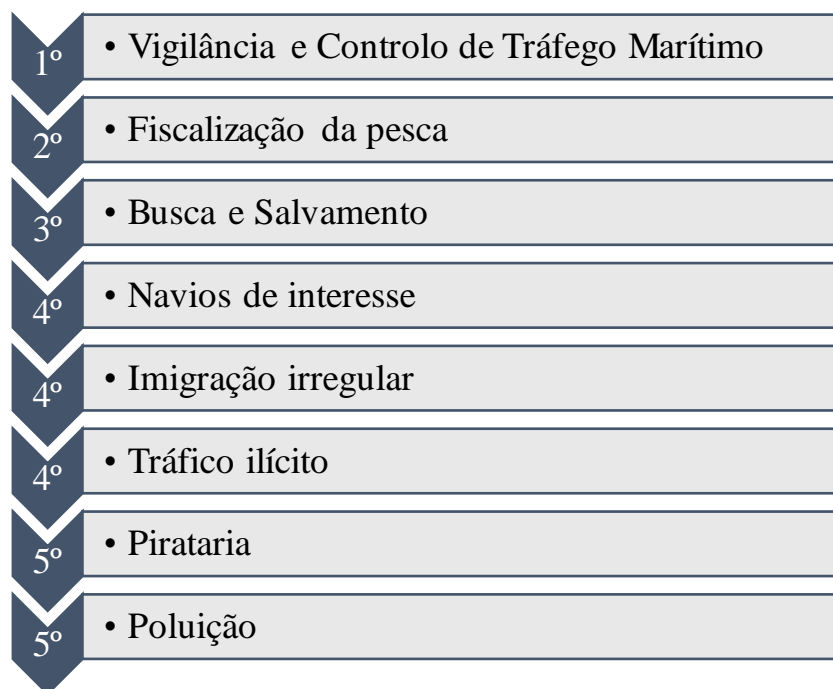 1º • Vigilância e Controlo de Tráfego Marítimo
2º • Fiscalização da pesca
3º • Busca e Salvamento
4º • Navios de interesse
4º • Imigração irregular
4º • Tráfico ilícito
5º • Pirataria
5º • Poluição